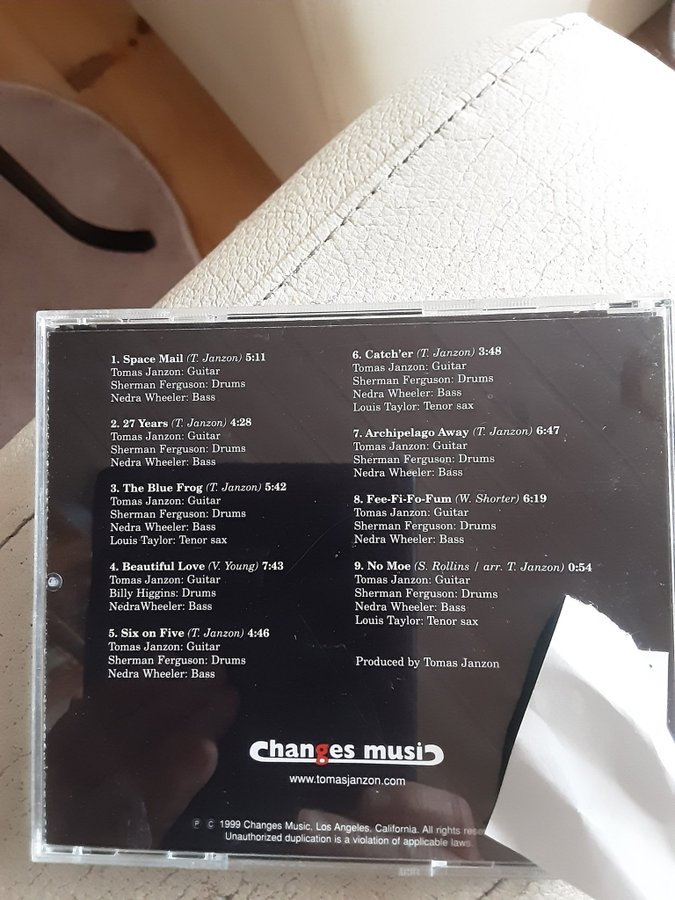 1. Space Mail (T. Janzon) 5:11
Tomas Janzon: Guitar
Sherman Ferguson: Drums
Nedra Wheeler: Bass
2. 27 Years (T. Janzon) 4:28
Tomas Janzon: Guitar
Sherman Ferguson: Drums
Nedra Wheeler: Bass
3. The Blue Frog (T. Janzon) 5:42
Tomas Janzon: Guitar
Sherman Ferguson: Drums
Nedra Wheeler: Bass
Louis Taylor: Tenor sax
4. Beautiful Love (V. Young) 7:43
Tomas Janzon: Guitar
Billy Higgins: Drums
NedraWheeler: Bass
5. Six on Five (T. Janzon) 4:46
Tomas Janzon: Guitar
Sherman Ferguson: Drums
Nedra Wheeler: Bass
6. Catch'er (T. Janzon) 3:48
Tomas Janzon: Guitar
Sherman Ferguson: Drums
Nedra Wheeler: Bass
Louis Taylor: Tenor sax
7. Archipelago Away (T. Janzon) 6:47
Tomas Janzon: Guitar
Sherman Ferguson: Drums
Nedra Wheeler: Bass
8. Fee-Fi-Fo-Fum (W. Shorter) 6:19
Tomas Janzon: Guitar
Sherman Ferguson: Drums
Nedra Wheeler: Bass
9. No Moe (S. Rollins / arr. T. Janzon) 0:54
Tomas Janzon: Guitar
Sherman Ferguson: Drums
Nedra Wheeler: Bass
Louis Taylor: Tenor sax
Produced by Tomas Janzon
Changes music
www.tomasjanzon.com
℗ © 1999 Changes Music, Los Angeles, California. All rights
Unauthorized duplication is a violation of applicable laws